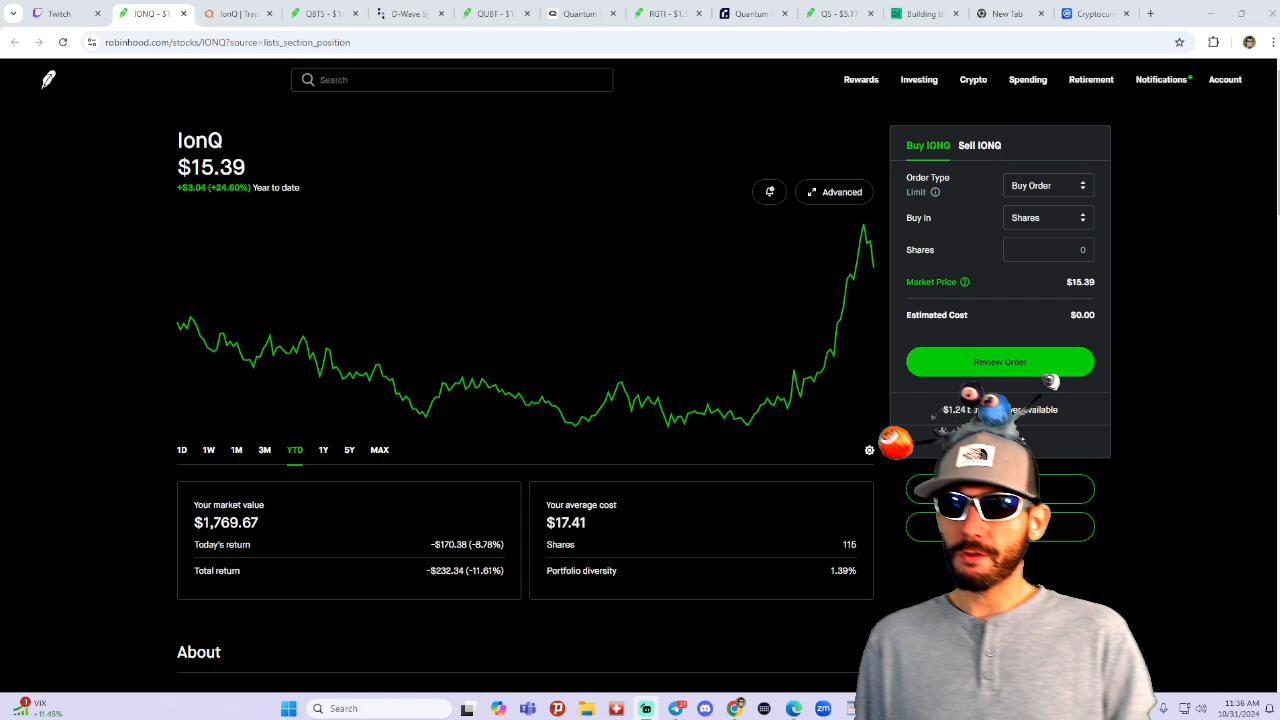 Twitch
IONQ - $1
IonQ | Tra
QBTS - $1.
D-Wave Sy
QUBT - $1
Quantum
RGTI - $1.
Quantum
QS - $5.1
Building B
New Tab
Cryptocurr
robinhood.com/stocks/IONQ?source=lists_section_position
Search
Rewards
Investing
Crypto
Spending
Retirement
Notifications
Account
IonQ
$15.39
+$3.04 (+24.60%) Year to date
Advanced
1D 1W 1M 3M YTD 1Y 5Y MAX
Buy IONQ Sell IONQ
Order Type
Limit
Buy Order
Buy In Shares
Shares 0
Market Price $15.39
Estimated Cost $0.00
Review Order
available
Your market value
$1,769.67
Today's return -$170.38 (-8.78%)
Total return -$232.34 (-11.61%)
Your average cost
$17.41
Shares 115
Portfolio diversity 1.39%
About
1
VIX
+11.45%
Search
zm
11:36 AM
10/31/2024